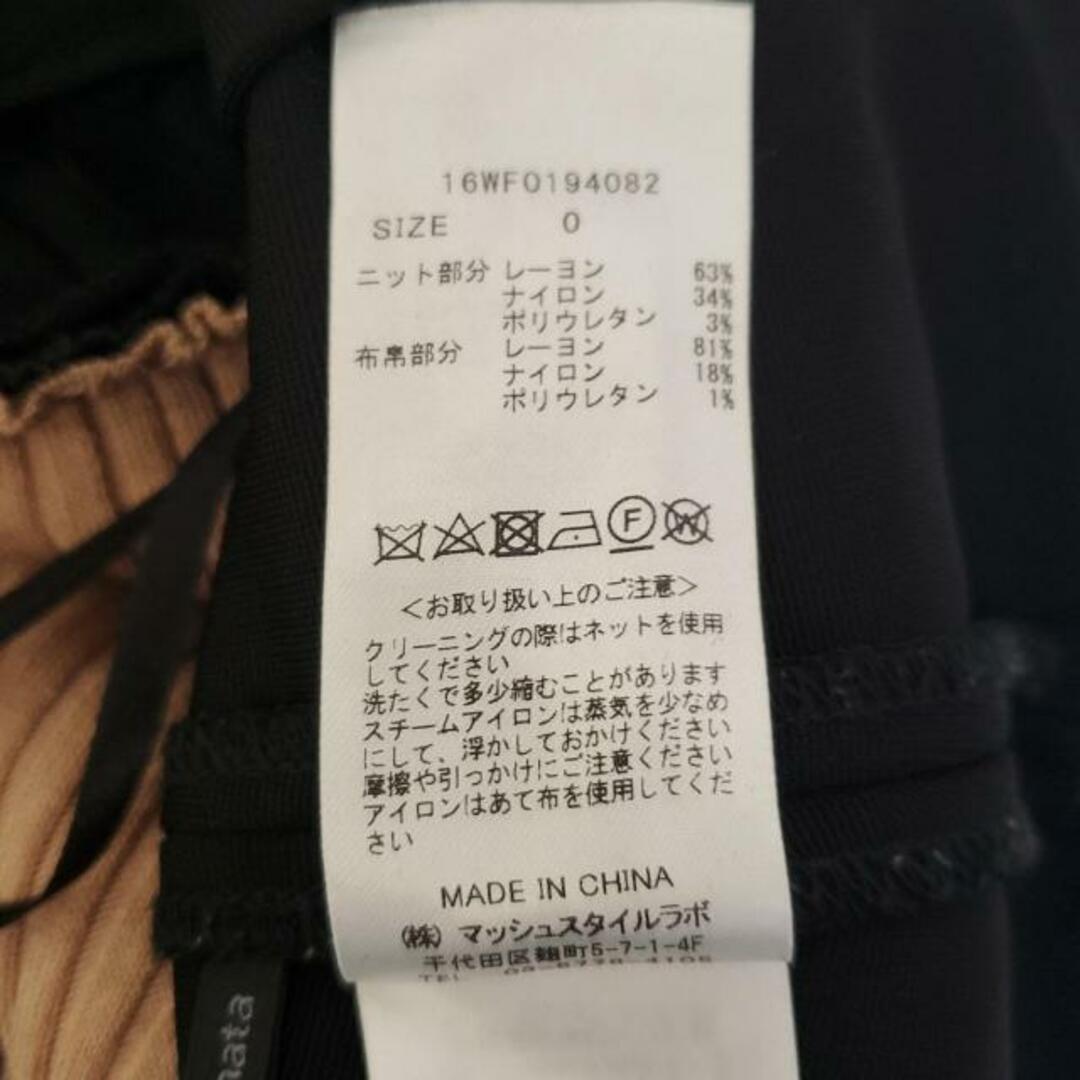 16WFO194082
SIZE 0
ニット部分 レーヨン 63%
ナイロン 34%
ポリウレタン 3%
布帛部分 レーヨン 81%
ナイロン 18%
ポリウレタン 1%
F
W
<お取り扱い上のご注意>
クリーニングの際はネットを使用
してください
洗たくで多少縮むことがあります
スチームアイロンは蒸気を少なめ
にして、浮かしておかけください
摩擦や引っかけにご注意ください
アイロンはあて布を使用してくだ
さい
MADE IN CHINA
(株) マッシュスタイルラボ
千代田区麹町5-7-1-4F
TEL
nata